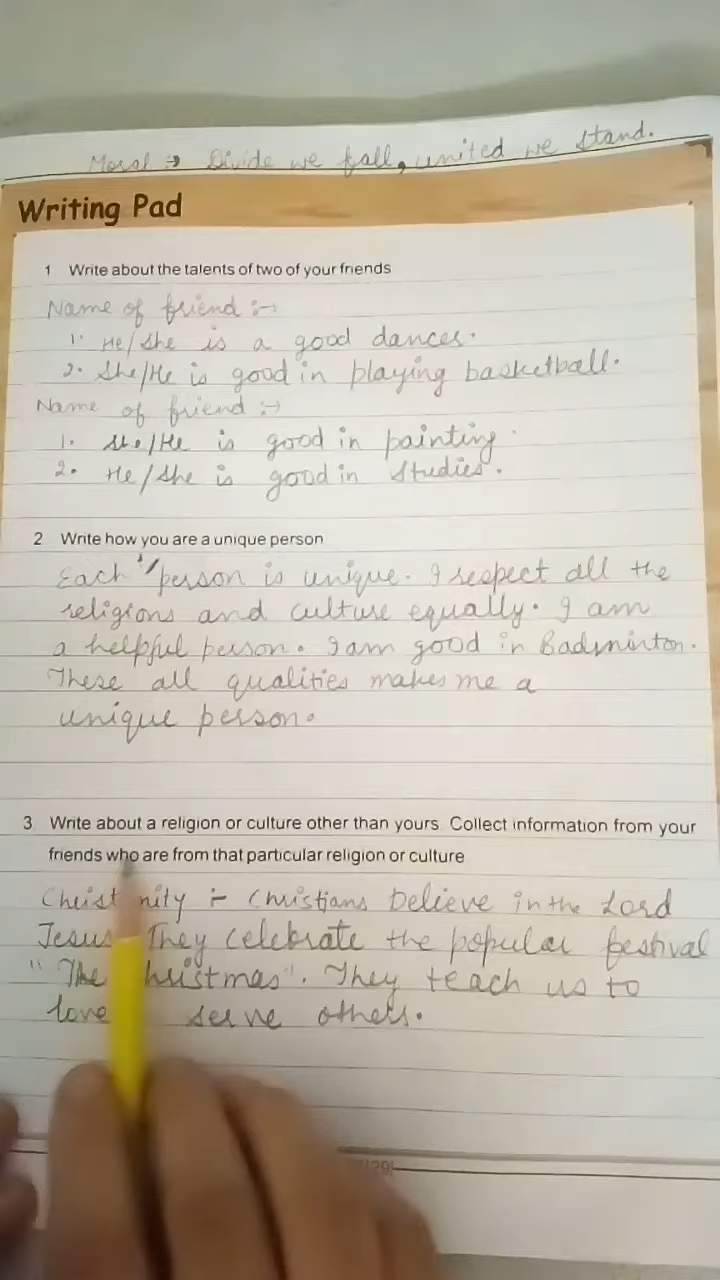 Moral :→ Divide we fall, united we stand.
Writing Pad
1 Write about the talents of two of your friends
Name of friend :→
1. He/She is a good dances.
2. She/He is good in playing basketball.
Name of friend :→
1. She/He is good in painting.
2. He/She is good in Studies.
2 Write how you are a unique person
Each person is unique. I respect all the
religions and culture equally. I am
a helpful person. I am good in Badminton.
These all qualities makes me a
unique person.
3 Write about a religion or culture other than yours Collect information from your
friends who are from that particular religion or culture
Christ nity :- Christians believe in the Lord
Jesus They celebrate the popular festival
"The hristmas". They teach us to
love serve others.